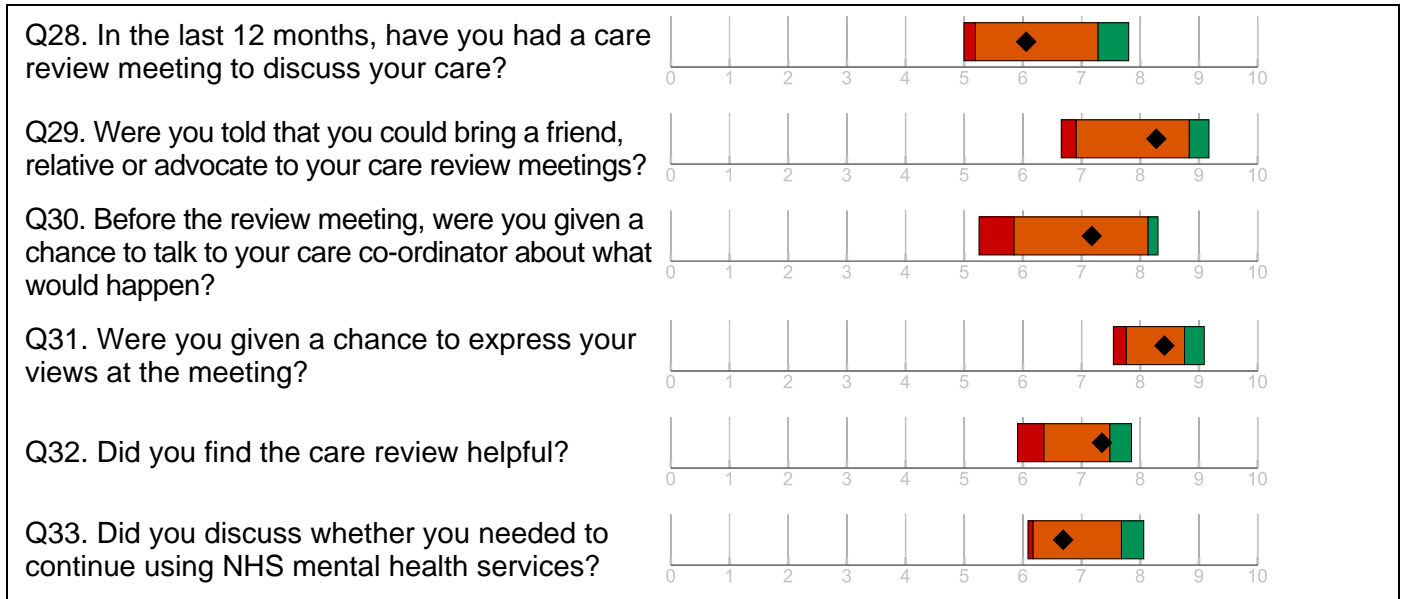 Q28. In the last 12 months, have you had a care
review meeting to discuss your care?
0 1 2 3 4 5 6 7 8 9 10
Q29. Were you told that you could bring a friend,
relative or advocate to your care review meetings?
0 1 2 3 4 5 6 7 8 9 10
Q30. Before the review meeting, were you given a
chance to talk to your care co-ordinator about what
would happen?
0 1 2 3 4 5 6 7 8 9 10
Q31. Were you given a chance to express your
views at the meeting?
0 1 2 3 4 5 6 7 8 9 10
Q32. Did you find the care review helpful?
0 1 2 3 4 5 6 7 8 9 10
Q33. Did you discuss whether you needed to
continue using NHS mental health services?
0 1 2 3 4 5 6 7 8 9 10